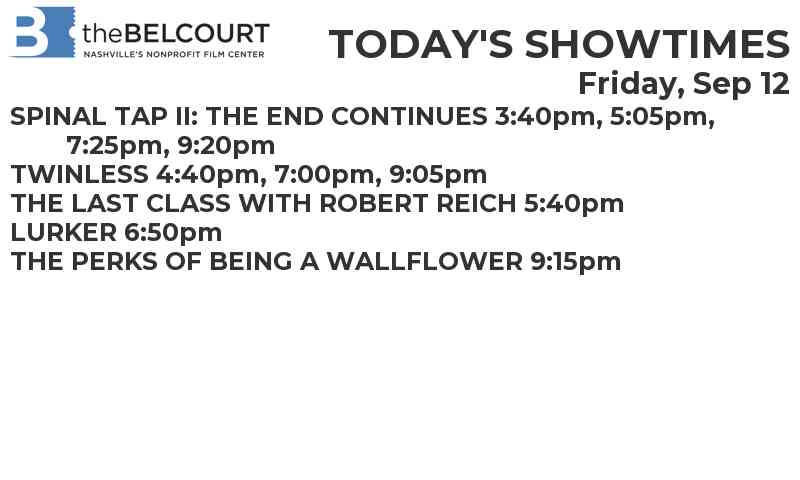 B theBELCOURT
NASHVILLE'S NONPROFIT FILM CENTER
TODAY'S SHOWTIMES
Friday, Sep 12
SPINAL TAP II: THE END CONTINUES 3:40pm, 5:05pm,
7:25pm, 9:20pm
TWINLESS 4:40pm, 7:00pm, 9:05pm
THE LAST CLASS WITH ROBERT REICH 5:40pm
LURKER 6:50pm
THE PERKS OF BEING A WALLFLOWER 9:15pm